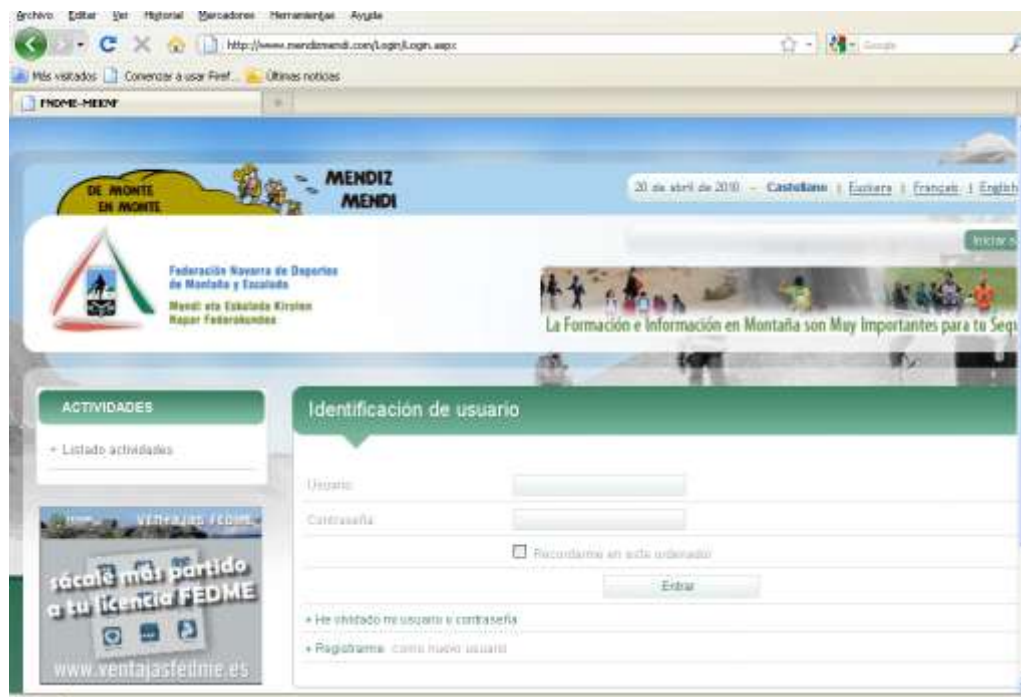 Archivo Editar Ver Historial Marcadores Herramientas Ayuda
http://www.mendizmendi.com/Login/Login.aspx
Google
Más visitados Comenzar a usar Firef... Últimas noticias
DE MONTE
EN MONTE
MENDIZ
MENDI
20 de abril de 2010 - Castellano | Euskera | Français | English
Iniciar s
Federación Navarra de Deportes
de Montaña y Escalada
Mendi eta Eskalada Kirolen
Nafar Federakundea
La Formación e Información en Montaña son Muy Importantes para tu Segu
ACTIVIDADES
Identificación de usuario
+ Listado actividades
Usuario:
Contraseña:
VENTAJAS FEDME
Recordarme en este ordenador
sácale más partido
a tu licencia FEDME
Entrar
+ He olvidado mi usuario o contraseña
+ Registrarme como nuevo usuario
www.ventajasfedme.es